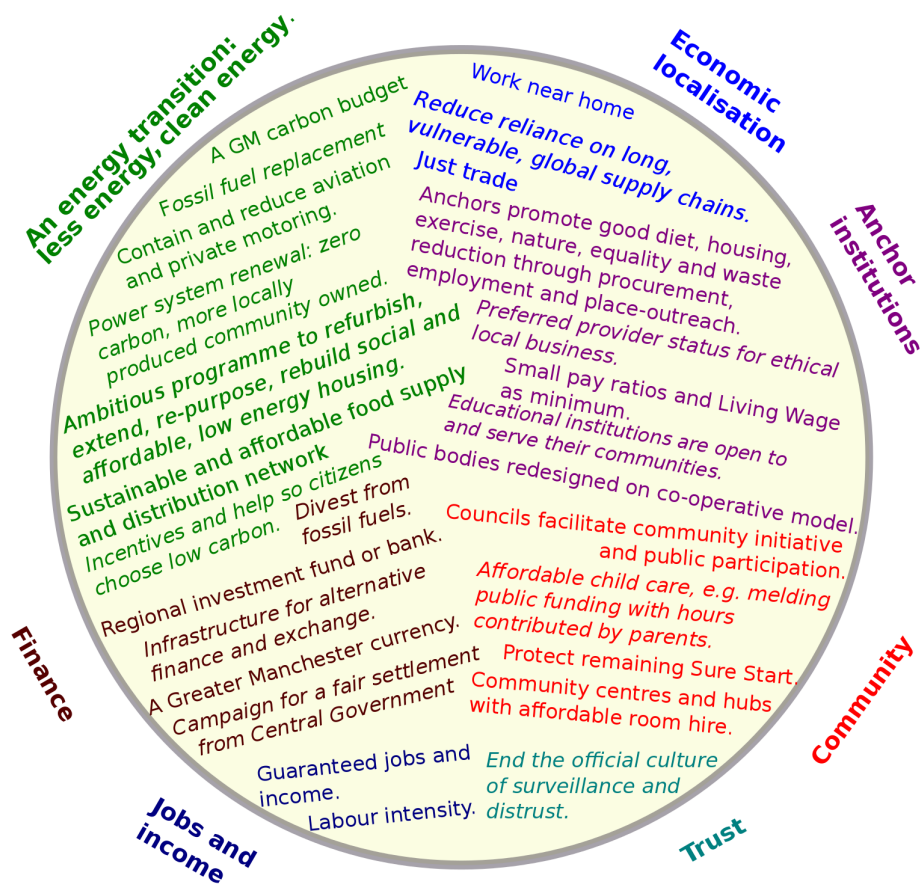 An energy transition:
less energy, clean energy.
A GM carbon budget
Fossil fuel replacement
Contain and reduce aviation
and private motoring.
Power system renewal: zero
carbon, more locally
produced community owned.
Ambitious programme to refurbish,
extend, re-purpose, rebuild social and
affordable, low energy housing.
Sustainable and affordable food supply
and distribution network
Incentives and help so citizens
choose low carbon.
Economic
localisation
Work near home
Reduce reliance on long,
vulnerable, global supply chains.
Just trade
Anchor
institutions
Anchors promote good diet, housing,
exercise, nature, equality and waste
reduction through procurement,
employment and place-outreach.
Preferred provider status for ethical
local business.
Small pay ratios and Living Wage
as minimum.
Educational institutions are open to
and serve their communities.
Public bodies redesigned on co-operative model.
Finance
Divest from
fossil fuels.
Regional investment fund or bank.
Infrastructure for alternative
finance and exchange.
A Greater Manchester currency.
Campaign for a fair settlement
from Central Government
Community
Councils facilitate community initiative
and public participation.
Affordable child care, e.g. melding
public funding with hours
contributed by parents.
Protect remaining Sure Start.
Community centres and hubs
with affordable room hire.
Jobs and
income
Guaranteed jobs and
income.
Labour intensity.
Trust
End the official culture
of surveillance and
distrust.